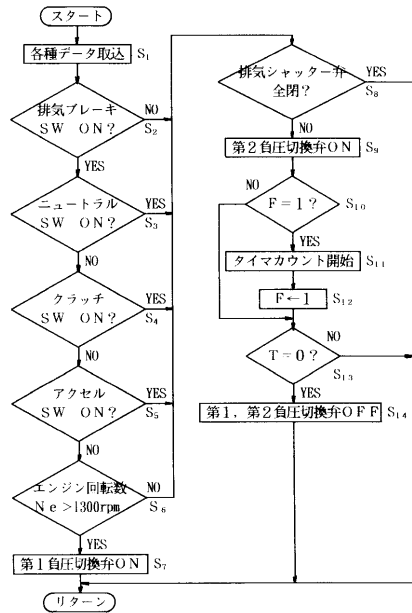 スタート
各種データ取込 S1
排気ブレーキ
SW ON?
NO
S2
YES
ニュートラル
SW ON?
YES
S3
NO
クラッチ
SW ON?
YES
S4
NO
アクセル
SW ON?
YES
S5
NO
エンジン回転数
Ne>1300rpm
NO
S6
YES
第1負圧切換弁ON S7
リターン
排気シャッター弁
全閉?
YES
S8
NO
第2負圧切換弁ON S9
NO
F=1? S10
YES
タイマカウント開始 S11
F←1 S12
T=0?
NO
S13
YES
第1,第2負圧切換弁OFF S14